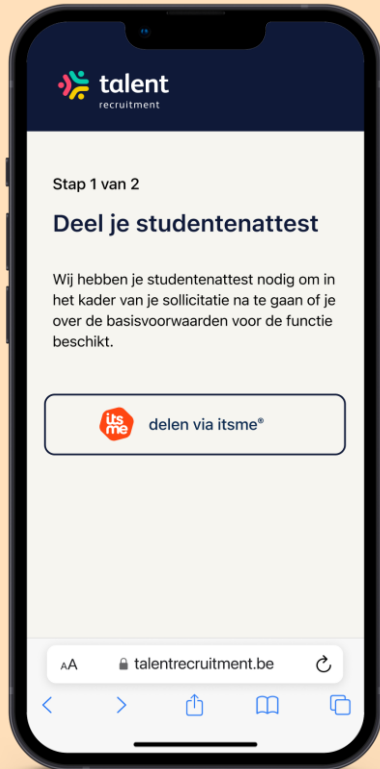 talent
recruitment
Stap 1 van 2
Deel je studentenattest
Wij hebben je studentenattest nodig om in
het kader van je sollicitatie na te gaan of je
over de basisvoorwaarden voor de functie
beschikt.
its
me
delen via itsme®
AA
talentrecruitment.be